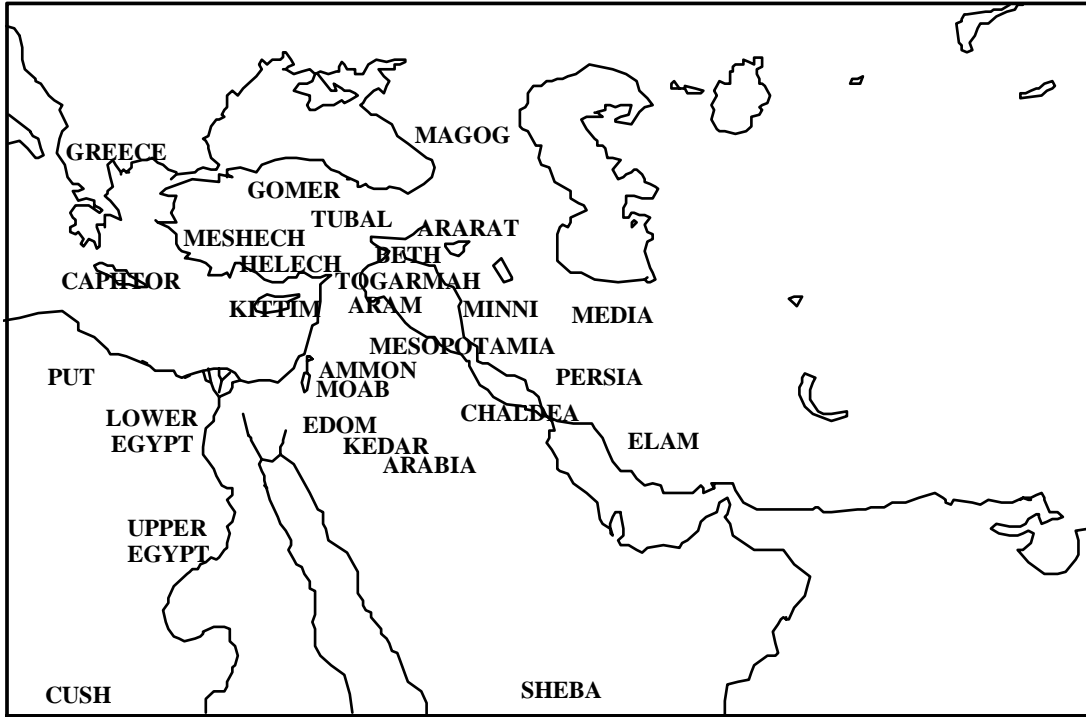 MAGOG
GREECE
GOMER
TUBAL
ARARAT
MESHECH
BETH
TOGARMAH
HELECH
CAPHTOR
KITTIM
ARAM
MINNI
MEDIA
MESOPOTAMIA
PUT
AMMON
MOAB
PERSIA
LOWER
EGYPT
CHALDEA
EDOM
KEDAR
ARABIA
ELAM
UPPER
EGYPT
CUSH
SHEBA